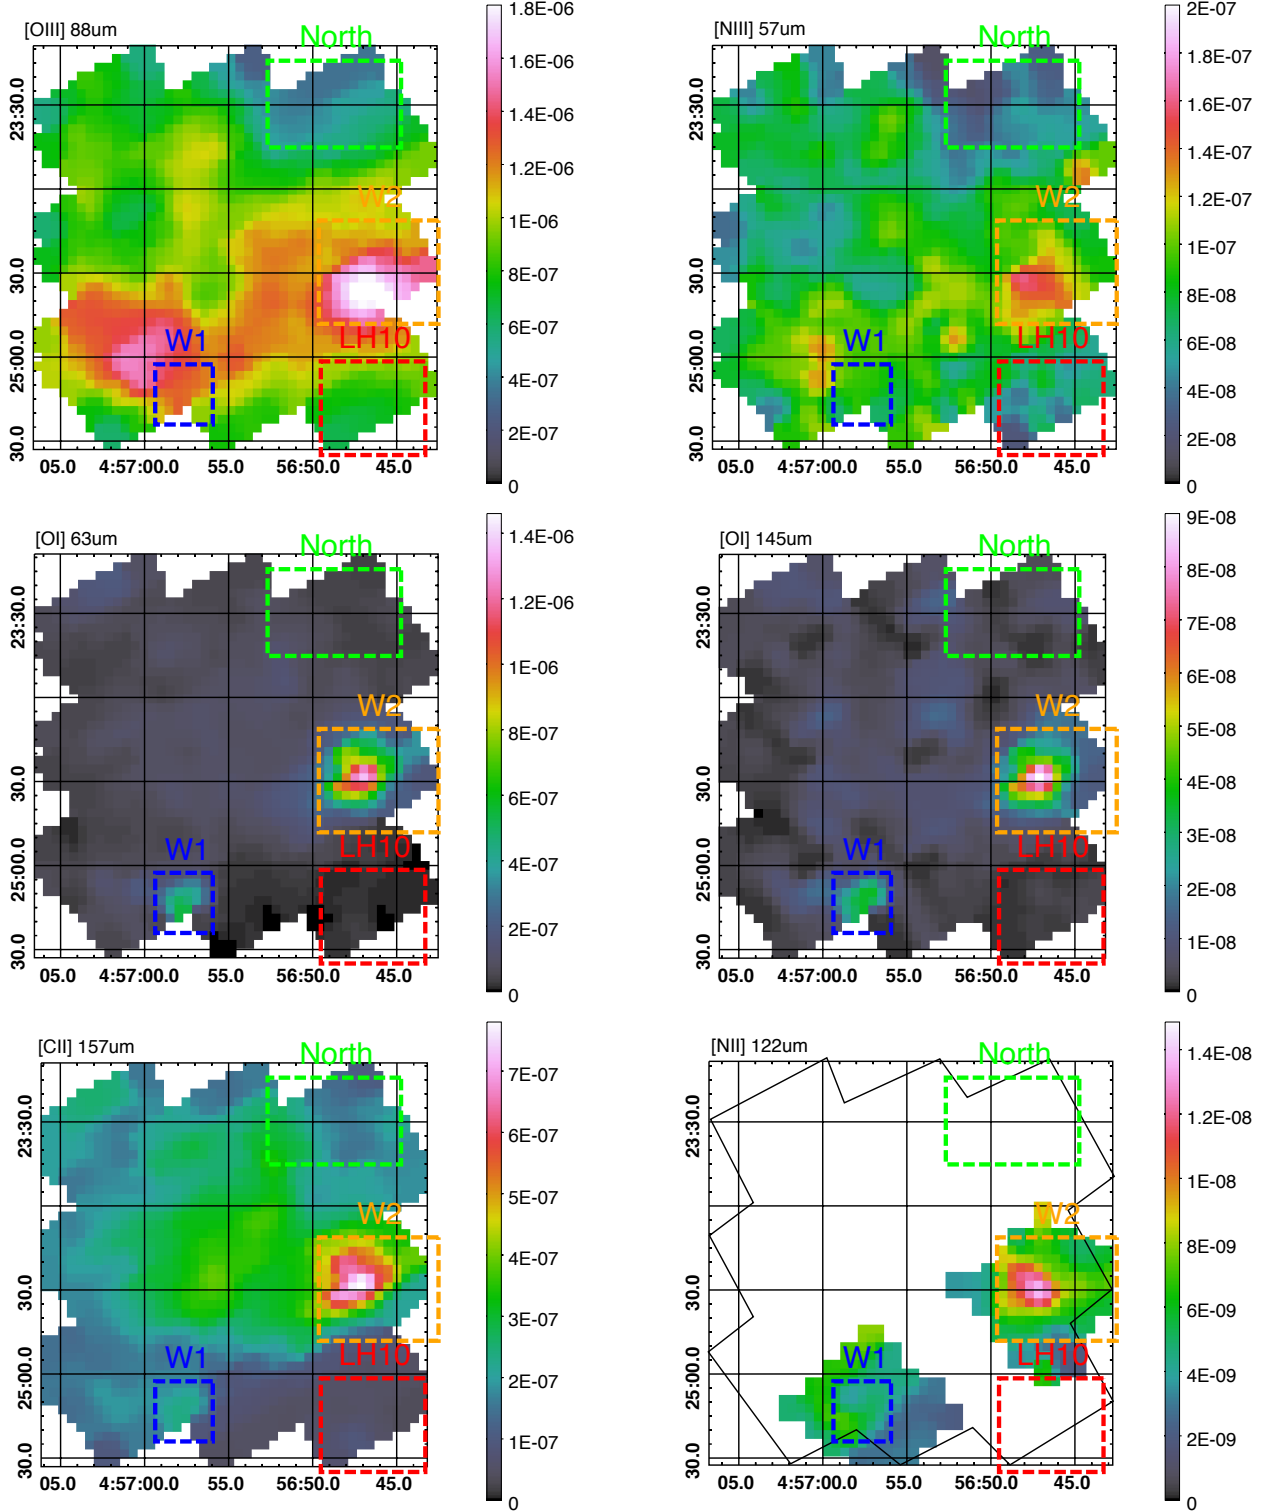 [OIII] 88um
North
W2
W1
LH10
23:30.0
30.0
25:00.0
30.0
05.0 4:57:00.0 55.0 56:50.0 45.0
1.8E-06
1.6E-06
1.4E-06
1.2E-06
1E-06
8E-07
6E-07
4E-07
2E-07
0
[NIII] 57um
North
W2
W1
LH10
23:30.0
30.0
25:00.0
30.0
05.0 4:57:00.0 55.0 56:50.0 45.0
2E-07
1.8E-07
1.6E-07
1.4E-07
1.2E-07
1E-07
8E-08
6E-08
4E-08
2E-08
0
[OI] 63um
North
W2
W1
LH10
23:30.0
30.0
25:00.0
30.0
05.0 4:57:00.0 55.0 56:50.0 45.0
1.4E-06
1.2E-06
1E-06
8E-07
6E-07
4E-07
2E-07
0
[OI] 145um
North
W2
W1
LH10
23:30.0
30.0
25:00.0
30.0
05.0 4:57:00.0 55.0 56:50.0 45.0
9E-08
8E-08
7E-08
6E-08
5E-08
4E-08
3E-08
2E-08
1E-08
0
[CII] 157um
North
W2
W1
LH10
23:30.0
30.0
25:00.0
30.0
05.0 4:57:00.0 55.0 56:50.0 45.0
7E-07
6E-07
5E-07
4E-07
3E-07
2E-07
1E-07
0
[NII] 122um
North
W2
W1
LH10
23:30.0
30.0
25:00.0
30.0
05.0 4:57:00.0 55.0 56:50.0 45.0
1.4E-08
1.2E-08
1E-08
8E-09
6E-09
4E-09
2E-09
0